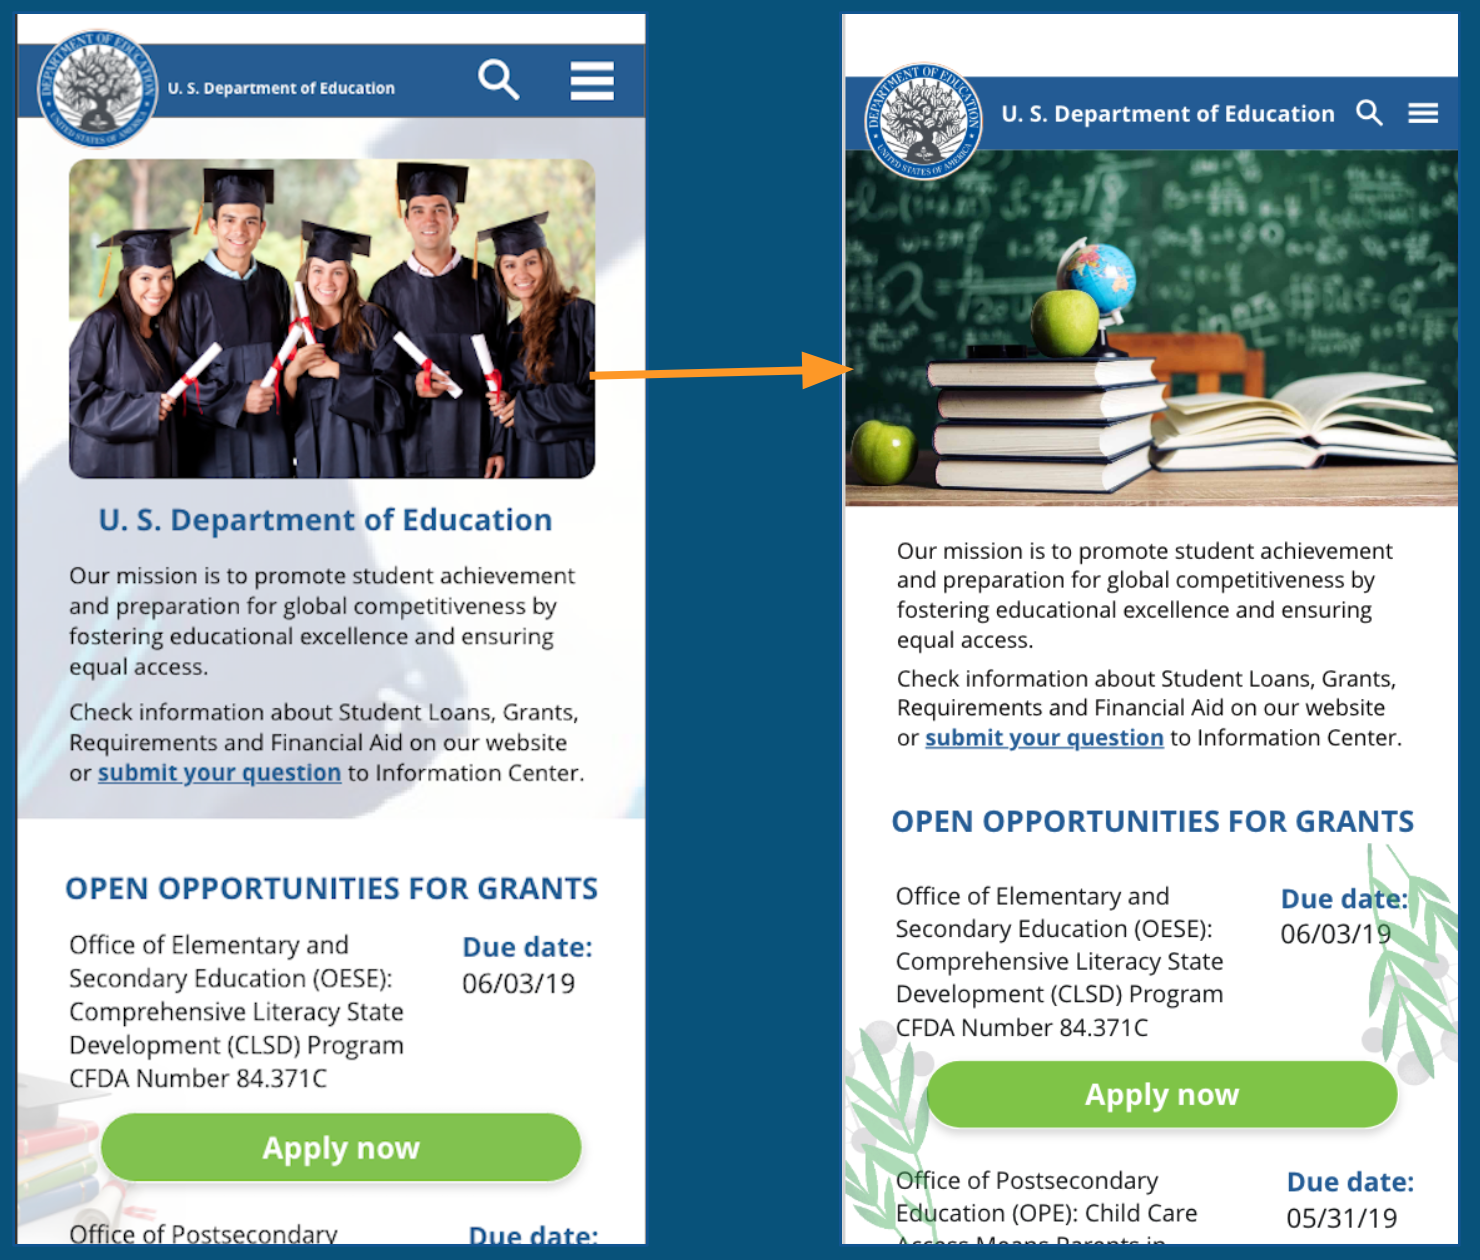 DEPARTMENT OF EDUCATION
UNITED STATES OF AMERICA
U. S. Department of Education
U. S. Department of Education
Our mission is to promote student achievement
and preparation for global competitiveness by
fostering educational excellence and ensuring
equal access.
Check information about Student Loans, Grants,
Requirements and Financial Aid on our website
or submit your question to Information Center.
OPEN OPPORTUNITIES FOR GRANTS
Office of Elementary and
Secondary Education (OESE):
Comprehensive Literacy State
Development (CLSD) Program
CFDA Number 84.371C
Due date:
06/03/19
Apply now
Office of Postsecondary
Due date:
DEPARTMENT OF EDUCATION
UNITED STATES OF AMERICA
U. S. Department of Education
Our mission is to promote student achievement
and preparation for global competitiveness by
fostering educational excellence and ensuring
equal access.
Check information about Student Loans, Grants,
Requirements and Financial Aid on our website
or submit your question to Information Center.
OPEN OPPORTUNITIES FOR GRANTS
Office of Elementary and
Secondary Education (OESE):
Comprehensive Literacy State
Development (CLSD) Program
CFDA Number 84.371C
Due date:
06/03/19
Apply now
Office of Postsecondary
Education (OPE): Child Care
Access Means Parents in
Due date:
05/31/19